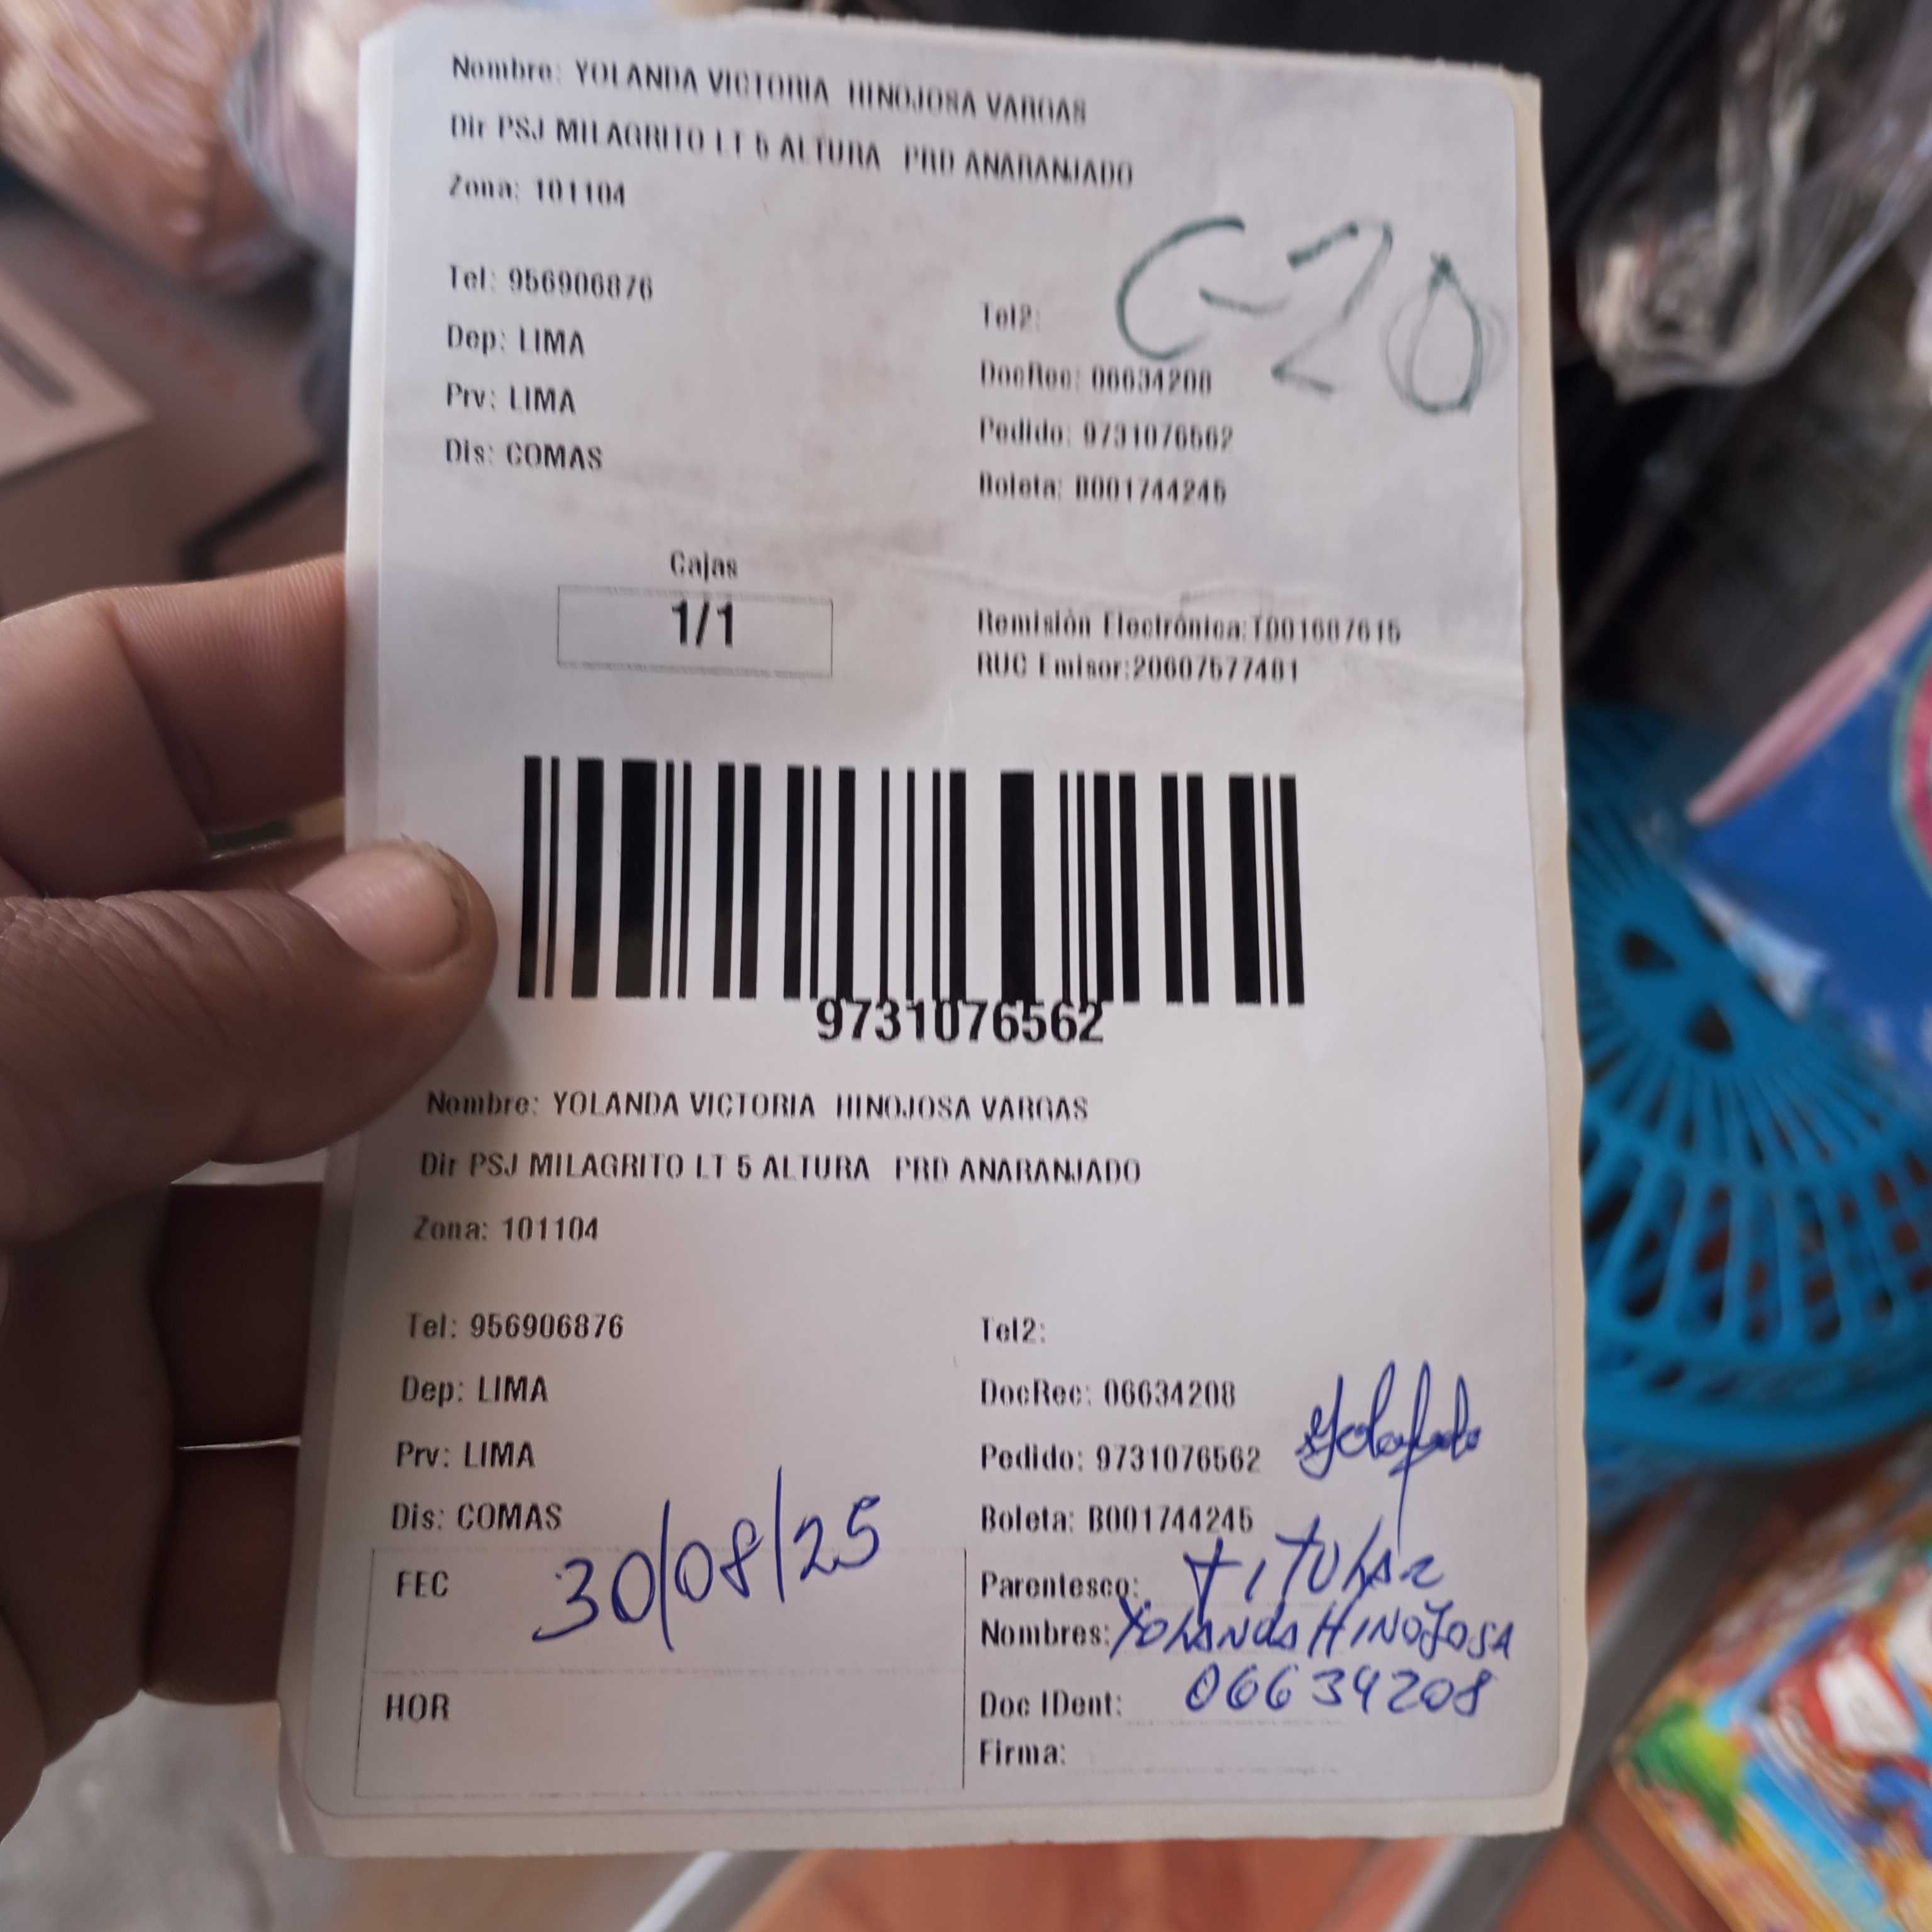 Nombre: YOLANDA VICTORIA HINOJOSA VARGAS
Dir PSJ MILAGRITO LT 5 ALTURA PRD ANARANJADO
Zona: 101104
C-20
Tel: 956906876
Tel2:
Dep: LIMA
DocRec: 06634208
Prv: LIMA
Pedido: 9731076562
Dis: COMAS
Boleta: B001744245
Cajas
1/1
Remisión Electrónica:T001687615
RUC Emisor:20607577481
9731076562
Nombre: YOLANDA VICTORIA HINOJOSA VARGAS
Dir PSJ MILAGRITO LT 5 ALTURA PRD ANARANJADO
Zona: 101104
Tel: 956906876
Tel2:
Dep: LIMA
DocRec: 06634208
Prv: LIMA
Pedido: 9731076562
Dis: COMAS
Boleta: B001744245
FEC 30/08/25
Parentesco: TITULAR
Nombres: YOLANDA HINOJOSA
HOR
Doc IDent: 06634208
Firma: